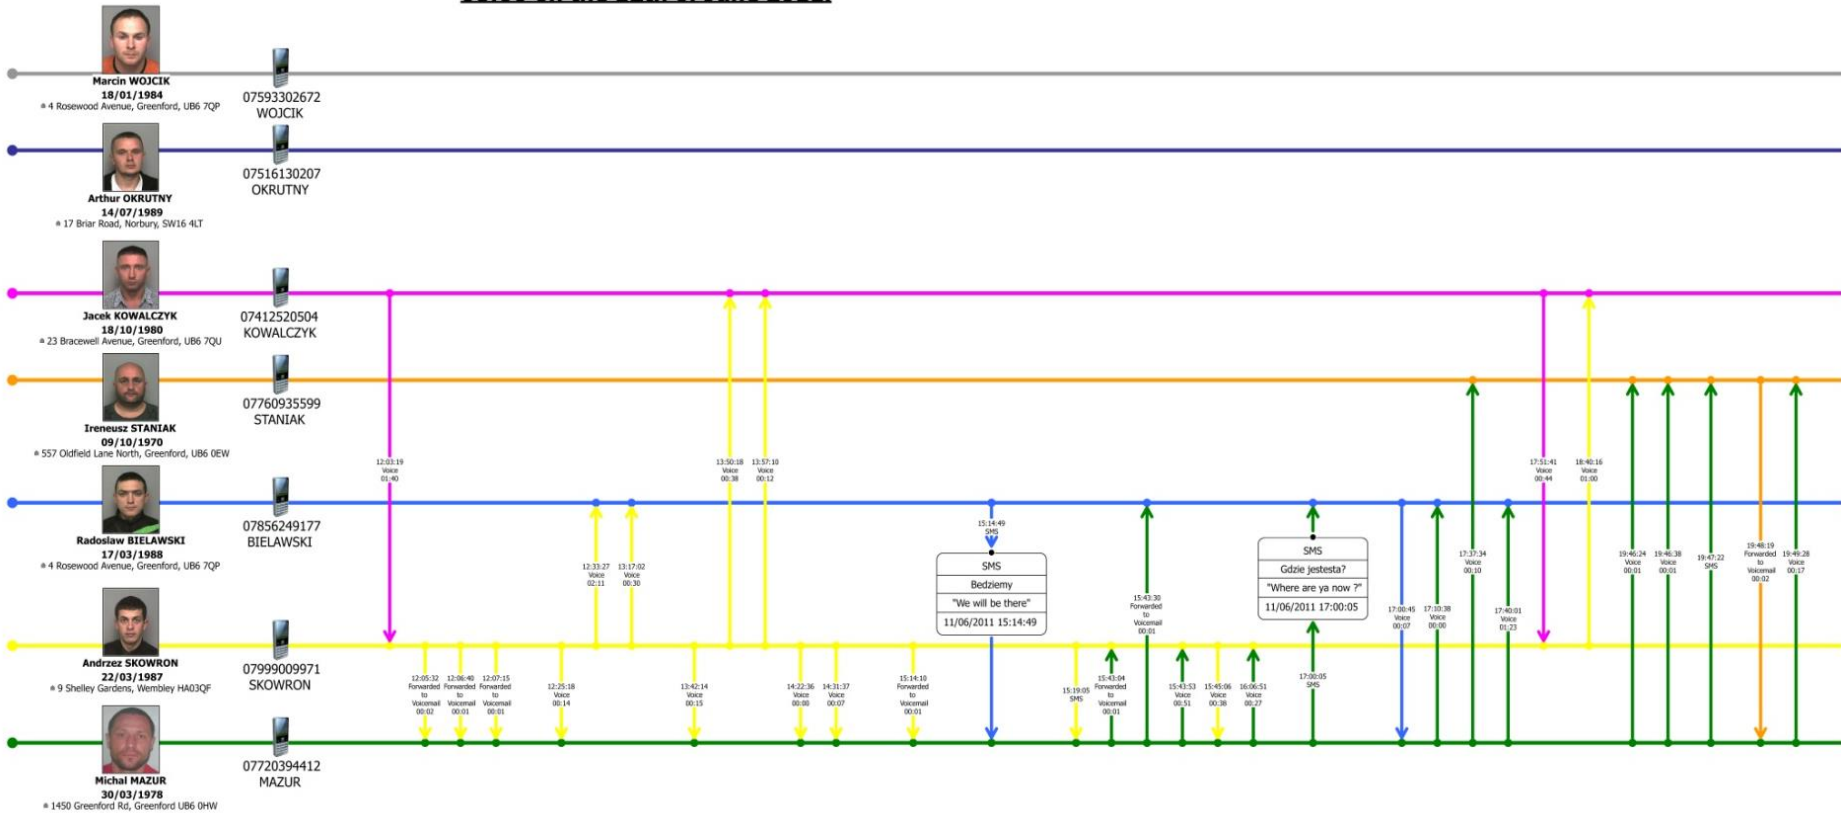 Marcin WOJCIK
18/01/1984
4 Rosewood Avenue, Greenford, UB6 7QP
07593302672
WOJCIK
Arthur OKRUTNY
14/07/1989
17 Briar Road, Norbury, SW16 4LT
07516130207
OKRUTNY
Jacek KOWALCZYK
18/10/1980
23 Bracewell Avenue, Greenford, UB6 7QU
07412520504
KOWALCZYK
Ireneusz STANIAK
09/10/1970
557 Oldfield Lane North, Greenford, UB6 0EW
07760935599
STANIAK
Radoslaw BIELAWSKI
17/03/1988
4 Rosewood Avenue, Greenford, UB6 7QP
07856249177
BIELAWSKI
Andrzez SKOWRON
22/03/1987
9 Shelley Gardens, Wembley HA03QF
07999009971
SKOWRON
Michal MAZUR
30/03/1978
1450 Greenford Rd, Greenford UB6 0HW
07720394412
MAZUR
12:03:19
Voice
01:40
12:05:32
Forwarded
to
Voicemail
00:02
12:06:40
Forwarded
to
Voicemail
00:01
12:07:15
Forwarded
to
Voicemail
00:01
12:25:18
Voice
00:14
12:33:27
Voice
02:11
13:17:02
Voice
00:30
13:42:14
Voice
00:15
13:50:18
Voice
00:38
13:57:10
Voice
00:12
14:22:36
Voice
00:00
14:31:37
Voice
00:07
15:14:10
Forwarded
to
Voicemail
00:01
15:14:49
SMS
SMS
Bedziemy
"We will be there"
11/06/2011 15:14:49
15:19:05
SMS
15:43:04
Forwarded
to
Voicemail
00:01
15:43:30
Forwarded
to
Voicemail
00:01
15:43:53
Voice
00:51
15:45:06
Voice
00:38
16:06:51
Voice
00:27
SMS
Gdzie jestesta?
"Where are ya now ?"
11/06/2011 17:00:05
17:00:05
SMS
17:00:45
Voice
00:07
17:10:38
Voice
00:00
17:37:34
Voice
00:10
17:40:01
Voice
01:23
17:51:41
Voice
00:44
18:40:16
Voice
01:00
19:46:24
Voice
00:01
19:46:38
Voice
00:01
19:47:22
SMS
19:48:19
Forwarded
to
Voicemail
00:02
19:49:28
Voice
00:17